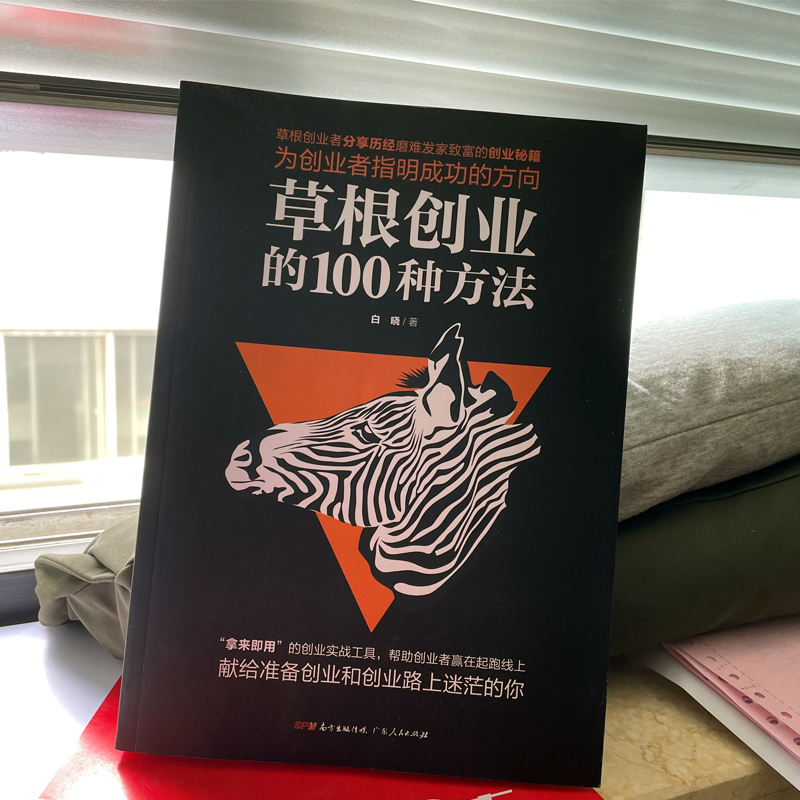 草根创业者分享历经磨难发家致富的创业秘籍
为创业者指明成功的方向
草根创业
的100种方法
白 晓/著
“拿来即用”的创业实战工具，帮助创业者赢在起跑线上
献给准备创业和创业路上迷茫的你
SPM 南方出版传媒 广东人民出版社